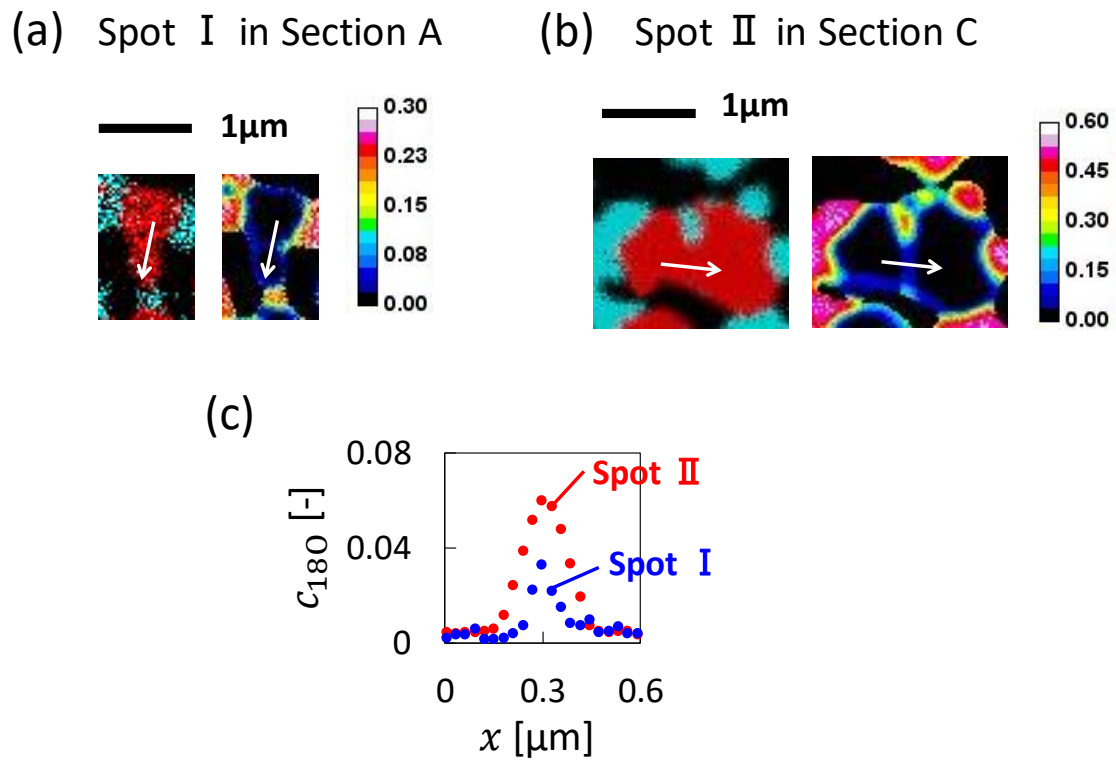 (a) Spot Ⅰ in Section A
1μm
0.30
0.23
0.15
0.08
0.00
(b) Spot Ⅱ in Section C
1μm
0.60
0.45
0.30
0.15
0.00
(c)
0.08
0.04
0
c180 [-]
Spot Ⅱ
Spot Ⅰ
0 0.3 0.6
x [μm]